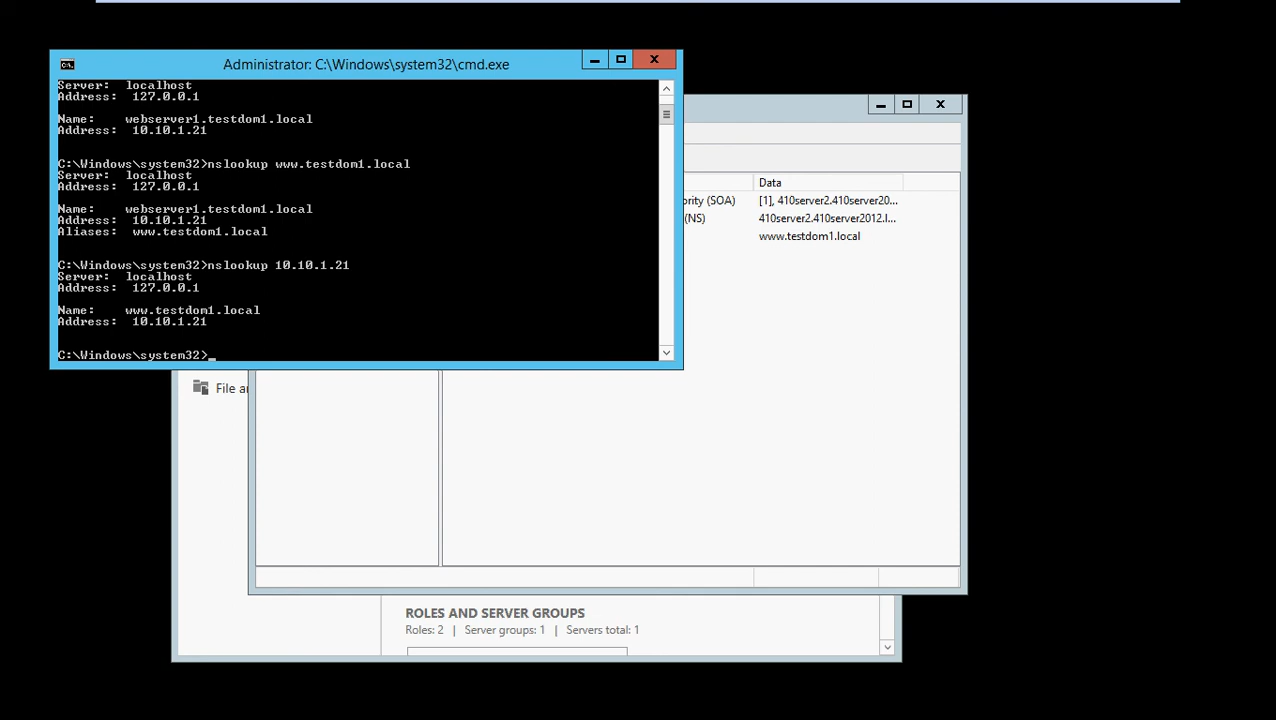 Administrator: C:\Windows\system32\cmd.exe
Server:  localhost
Address:  127.0.0.1
Name:    webserver1.testdom1.local
Address:  10.10.1.21
C:\Windows\system32>nslookup www.testdom1.local
Server:  localhost
Address:  127.0.0.1
Name:    webserver1.testdom1.local
Address:  10.10.1.21
Aliases:  www.testdom1.local
C:\Windows\system32>nslookup 10.10.1.21
Server:  localhost
Address:  127.0.0.1
Name:    www.testdom1.local
Address:  10.10.1.21
C:\Windows\system32>_
Data
ority (SOA) [1], 410server2.410server20...
(NS) 410server2.410server2012.l...
www.testdom1.local
File an
ROLES AND SERVER GROUPS
Roles: 2 | Server groups: 1 | Servers total: 1